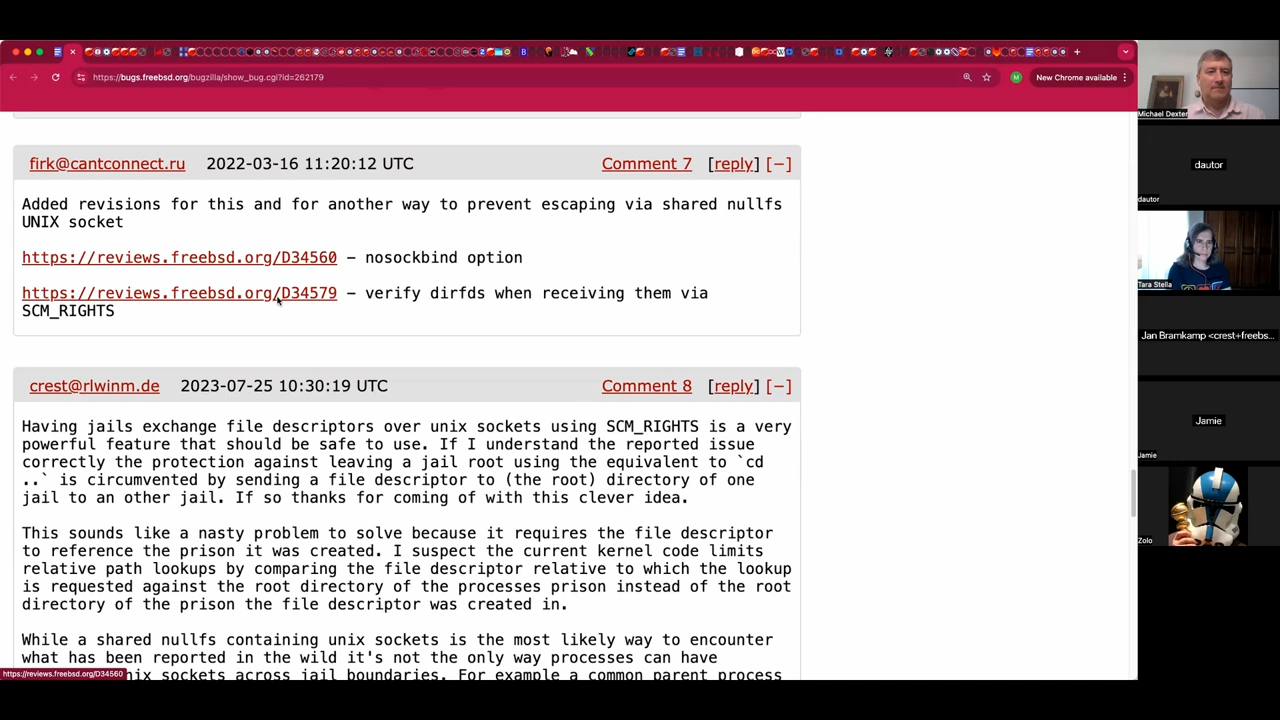 https://bugs.freebsd.org/bugzilla/show_bug.cgi?id=262179
M
New Chrome available
firk@cantconnect.ru 2022-03-16 11:20:12 UTC Comment 7 [reply] [−]
Added revisions for this and for another way to prevent escaping via shared nullfs
UNIX socket
https://reviews.freebsd.org/D34560 – nosockbind option
https://reviews.freebsd.org/D34579 – verify dirfds when receiving them via
SCM_RIGHTS
crest@rlwinm.de 2023-07-25 10:30:19 UTC Comment 8 [reply] [−]
Having jails exchange file descriptors over unix sockets using SCM_RIGHTS is a very
powerful feature that should be safe to use. If I understand the reported issue
correctly the protection against leaving a jail root using the equivalent to `cd
..` is circumvented by sending a file descriptor to (the root) directory of one
jail to an other jail. If so thanks for coming of with this clever idea.
This sounds like a nasty problem to solve because it requires the file descriptor
to reference the prison it was created. I suspect the current kernel code limits
relative path lookups by comparing the file descriptor relative to which the lookup
is requested against the root directory of the processes prison instead of the root
directory of the prison the file descriptor was created in.
While a shared nullfs containing unix sockets is the most likely way to encounter
what has been reported in the wild it's not the only way processes can have
nix sockets across jail boundaries. For example a common parent process
https://reviews.freebsd.org/D34560
Michael Dexter
dautor
dautor
Tara Stella
Jan Bramkamp <crest+freebs...
Jamie
Jamie
Zolo